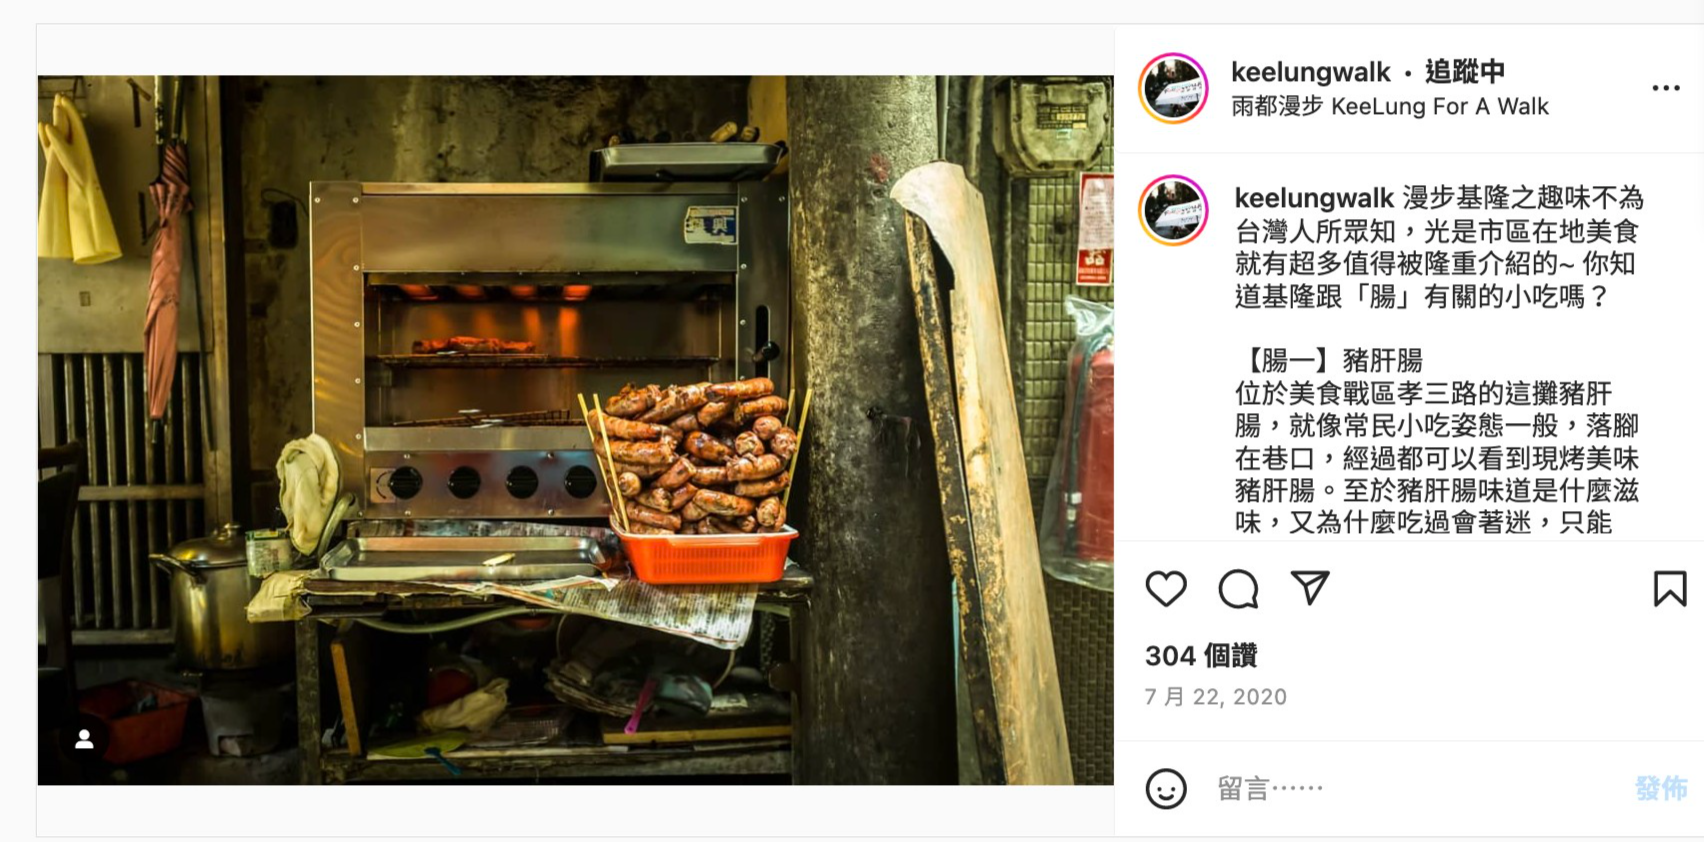 keelungwalk • 追蹤中
雨都漫步 KeeLung For A Walk
keelungwalk 漫步基隆之趣味不為
台灣人所眾知，光是市區在地美食
就有超多值得被隆重介紹的~ 你知
道基隆跟「腸」有關的小吃嗎？
【腸一】豬肝腸
位於美食戰區孝三路的這攤豬肝
腸，就像常民小吃姿態一般，落腳
在巷口，經過都可以看到現烤美味
豬肝腸。至於豬肝腸味道是什麼滋
味，又為什麼吃過會著迷，只能
304 個讚
7 月 22, 2020
留言⋯⋯
發佈